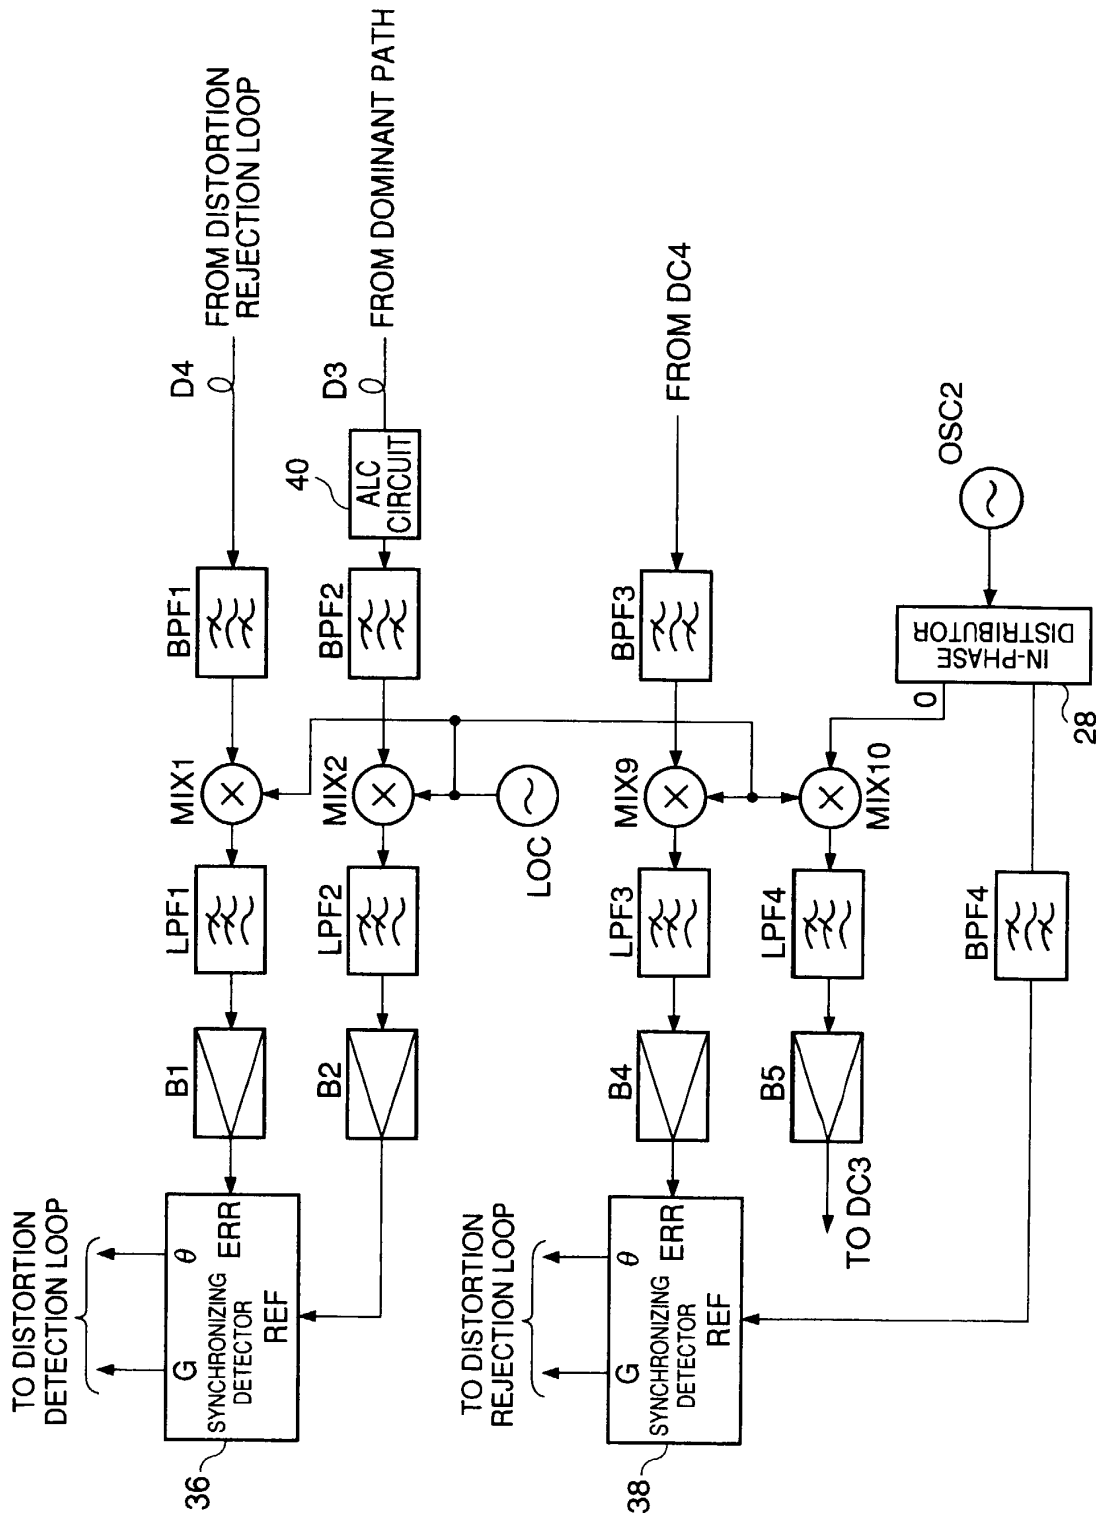 TO DISTORTION
DETECTION LOOP
G
θ
ERR
SYNCHRONIZING
DETECTOR
REF
36
B1
LPF1
MIX1
BPF1
D4
FROM DISTORTION
REJECTION LOOP
B2
LPF2
MIX2
BPF2
40
ALC
CIRCUIT
D3
FROM DOMINANT PATH
LOC
TO DISTORTION
REJECTION LOOP
G
θ
ERR
SYNCHRONIZING
DETECTOR
REF
38
B4
LPF3
MIX9
BPF3
FROM DC4
TO DC3
B5
LPF4
MIX10
0
IN-PHASE
DISTRIBUTOR
28
OSC2
BPF4